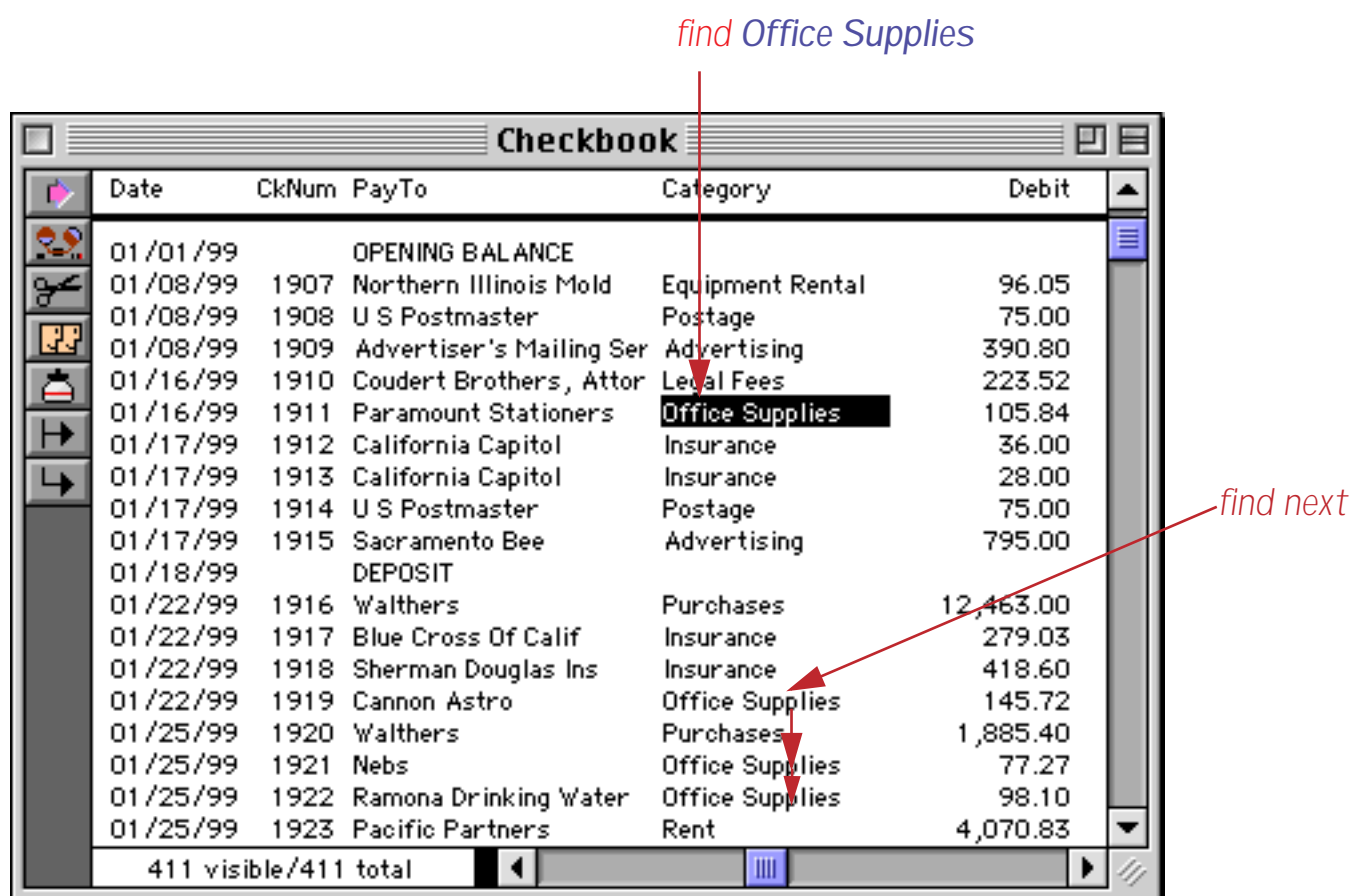 find Office Supplies
Checkbook
Date CkNum PayTo Category Debit
01/01/99 OPENING BALANCE
01/08/99 1907 Northern Illinois Mold Equipment Rental 96.05
01/08/99 1908 U S Postmaster Postage 75.00
01/08/99 1909 Advertiser's Mailing Ser Advertising 390.80
01/16/99 1910 Coudert Brothers, Attor Legal Fees 223.52
01/16/99 1911 Paramount Stationers Office Supplies 105.84
01/17/99 1912 California Capitol Insurance 36.00
01/17/99 1913 California Capitol Insurance 28.00
01/17/99 1914 U S Postmaster Postage 75.00
find next
01/17/99 1915 Sacramento Bee Advertising 795.00
01/18/99 DEPOSIT
01/22/99 1916 Walthers Purchases 12,463.00
01/22/99 1917 Blue Cross Of Calif Insurance 279.03
01/22/99 1918 Sherman Douglas Ins Insurance 418.60
01/22/99 1919 Cannon Astro Office Supplies 145.72
01/25/99 1920 Walthers Purchases 1,885.40
01/25/99 1921 Nebs Office Supplies 77.27
01/25/99 1922 Ramona Drinking Water Office Supplies 98.10
01/25/99 1923 Pacific Partners Rent 4,070.83
411 visible/411 total